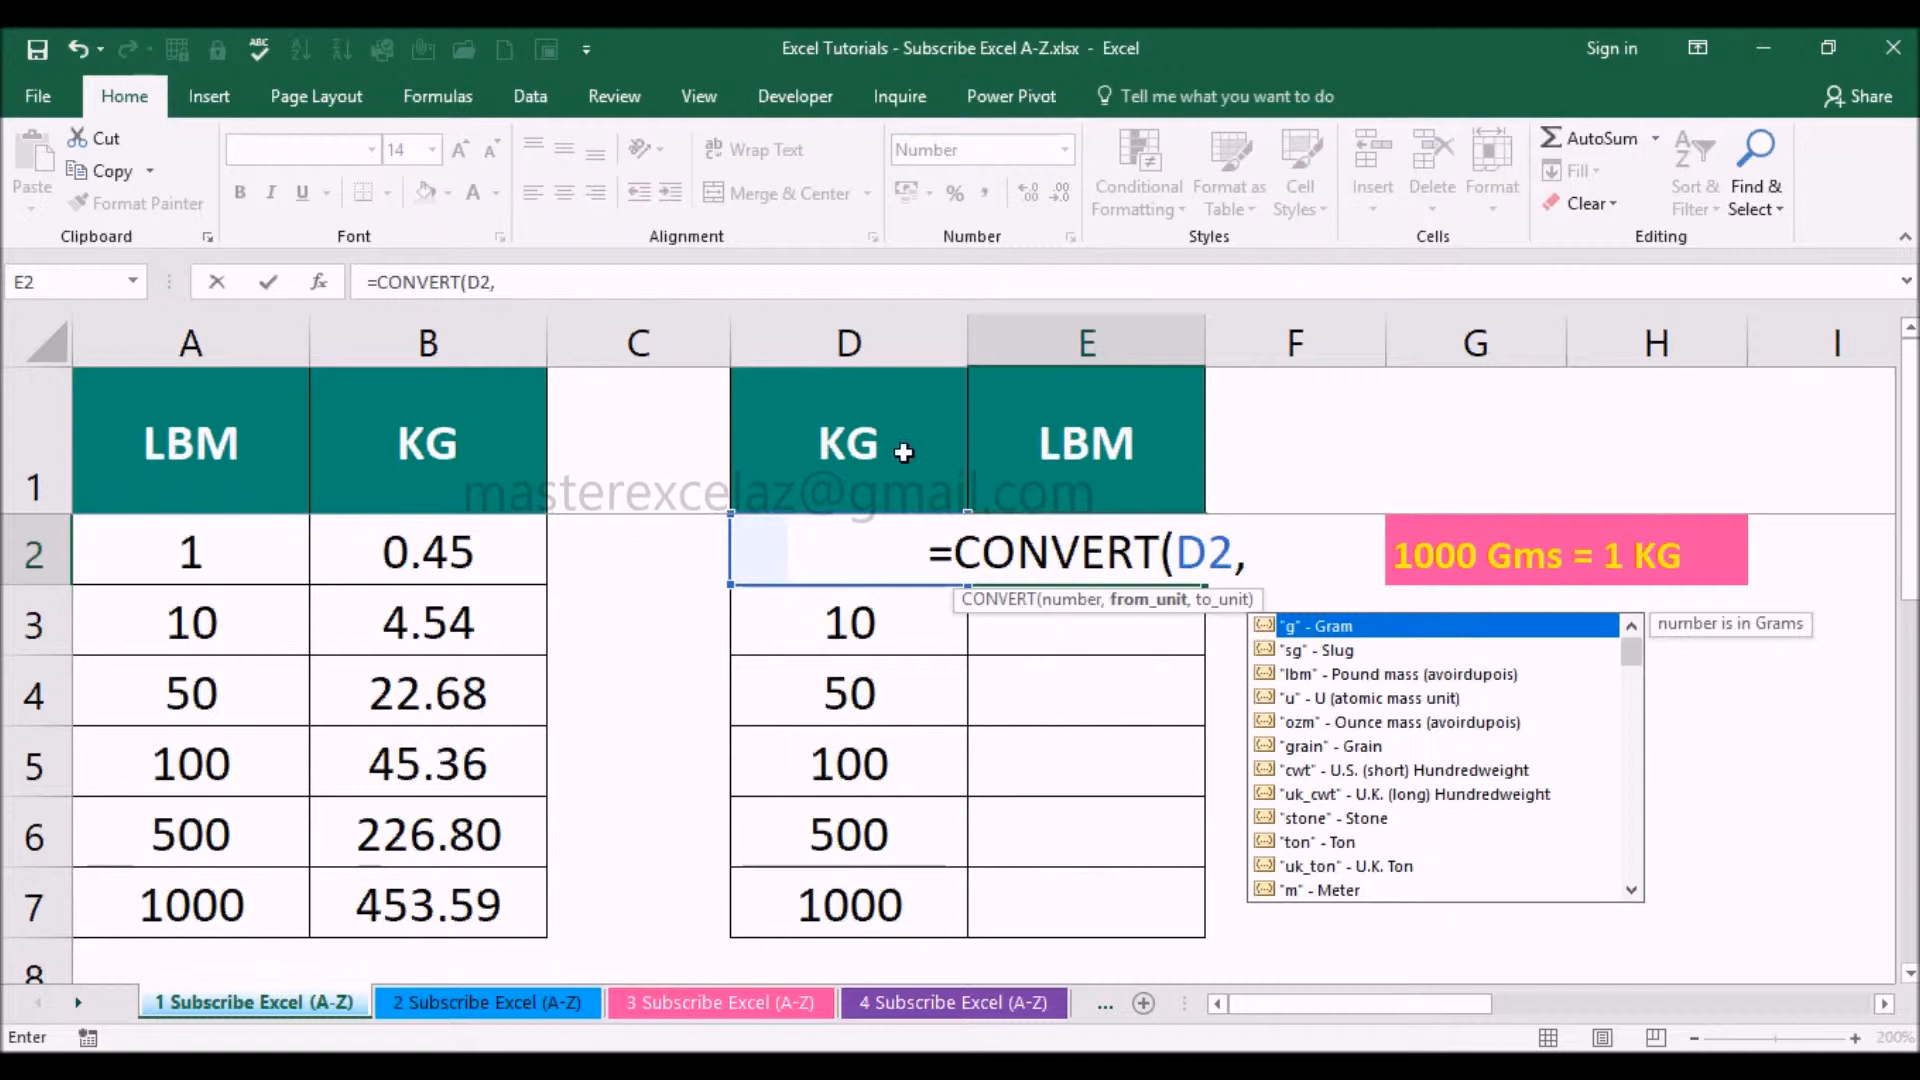 Excel Tutorials - Subscribe Excel A-Z.xlsx - Excel
Sign in
File Home Insert Page Layout Formulas Data Review View Developer Inquire Power Pivot Tell me what you want to do Share
Paste
Cut
Copy
Format Painter
Clipboard
14
B I U
Font
Wrap Text
Merge & Center
Alignment
Number
Number
Conditional Formatting
Format as Table
Cell Styles
Styles
Insert Delete Format
Cells
AutoSum
Fill
Clear
Sort & Filter
Find & Select
Editing
E2 =CONVERT(D2,
A B C D E F G H I
1 LBM KG KG LBM
masterexcelaz@gmail.com
2 1 0.45 =CONVERT(D2, 1000 Gms = 1 KG
CONVERT(number, from_unit, to_unit)
3 10 4.54 10
4 50 22.68 50
5 100 45.36 100
6 500 226.80 500
7 1000 453.59 1000
8
"g" - Gram
number is in Grams
"sg" - Slug
"lbm" - Pound mass (avoirdupois)
"u" - U (atomic mass unit)
"ozm" - Ounce mass (avoirdupois)
"grain" - Grain
"cwt" - U.S. (short) Hundredweight
"uk_cwt" - U.K. (long) Hundredweight
"stone" - Stone
"ton" - Ton
"uk_ton" - U.K. Ton
"m" - Meter
1 Subscribe Excel (A-Z) 2 Subscribe Excel (A-Z) 3 Subscribe Excel (A-Z) 4 Subscribe Excel (A-Z) ...
Enter
200%